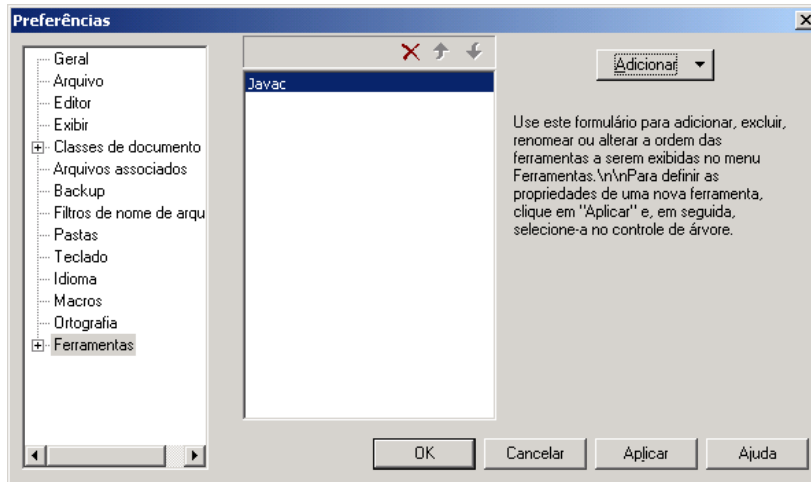 Preferências
Geral
Arquivo
Editor
Exibir
Classes de documento
Arquivos associados
Backup
Filtros de nome de arqu
Pastas
Teclado
Idioma
Macros
Ortografia
Ferramentas
Javac
Adicionar
Use este formulário para adicionar, excluir,
renomear ou alterar a ordem das
ferramentas a serem exibidas no menu
Ferramentas.\n\nPara definir as
propriedades de uma nova ferramenta,
clique em "Aplicar" e, em seguida,
selecione-a no controle de árvore.
OK
Cancelar
Aplicar
Ajuda